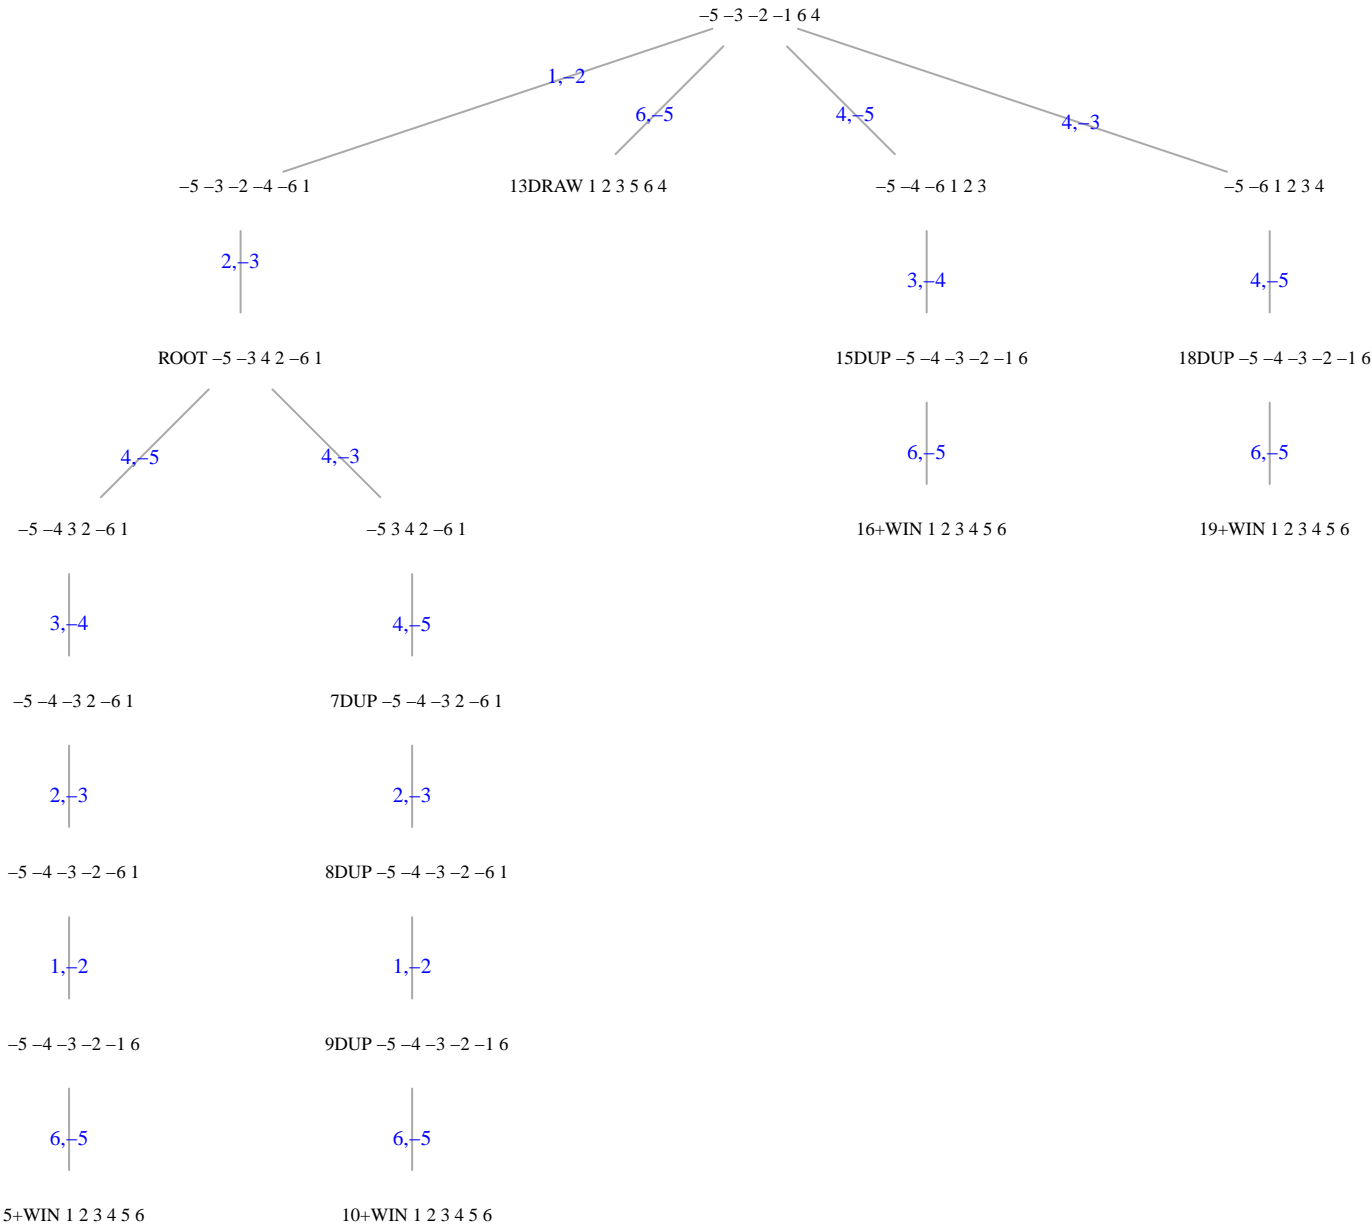 –5 –3 –2 –1 6 4
1,–2
6,–5
4,–5
4,–3
–5 –3 –2 –4 –6 1
13DRAW 1 2 3 5 6 4
–5 –4 –6 1 2 3
–5 –6 1 2 3 4
2,–3
3,–4
4,–5
ROOT –5 –3 4 2 –6 1
15DUP –5 –4 –3 –2 –1 6
18DUP –5 –4 –3 –2 –1 6
4,–5
4,–3
6,–5
6,–5
–5 –4 3 2 –6 1
–5 3 4 2 –6 1
16+WIN 1 2 3 4 5 6
19+WIN 1 2 3 4 5 6
3,–4
4,–5
–5 –4 –3 2 –6 1
7DUP –5 –4 –3 2 –6 1
2,–3
2,–3
–5 –4 –3 –2 –6 1
8DUP –5 –4 –3 –2 –6 1
1,–2
1,–2
–5 –4 –3 –2 –1 6
9DUP –5 –4 –3 –2 –1 6
6,–5
6,–5
5+WIN 1 2 3 4 5 6
10+WIN 1 2 3 4 5 6